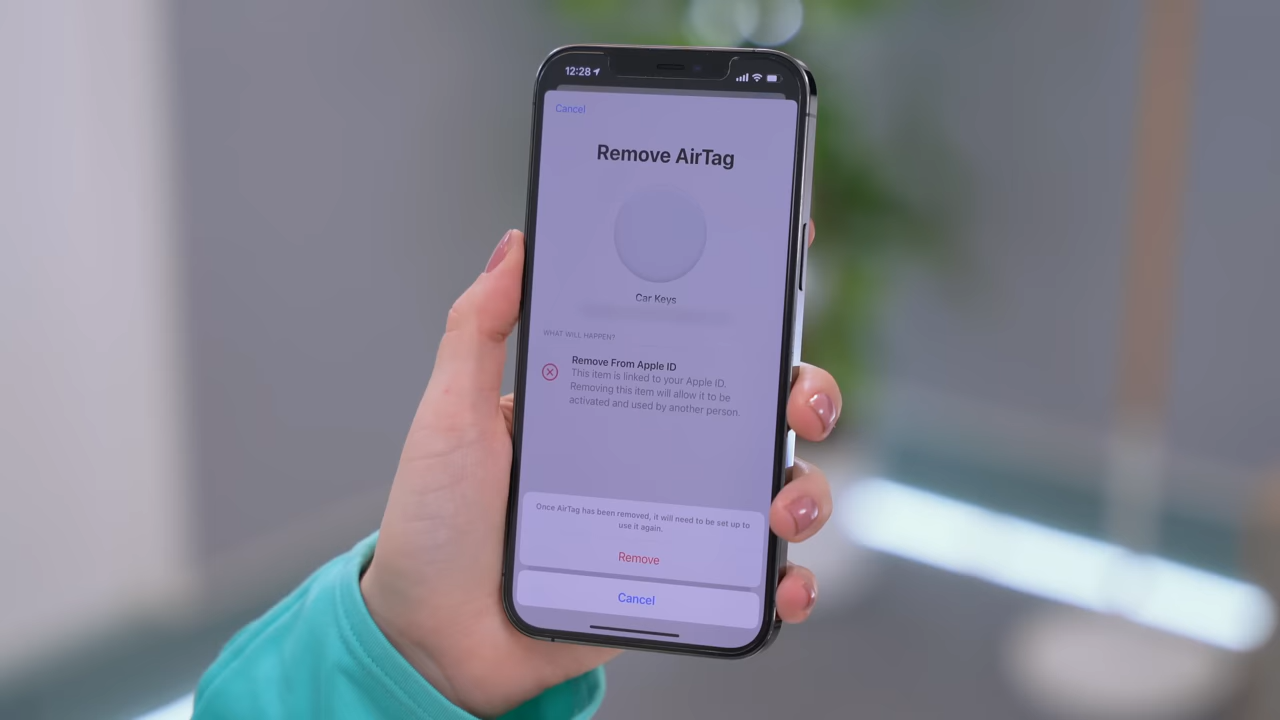 12:28
Cancel
Remove AirTag
Car Keys
WHAT WILL HAPPEN?
Remove From Apple ID
This item is linked to your Apple ID.
Removing this item will allow it to be
activated and used by another person.
Once AirTag has been removed, it will need to be set up to
use it again.
Remove
Cancel